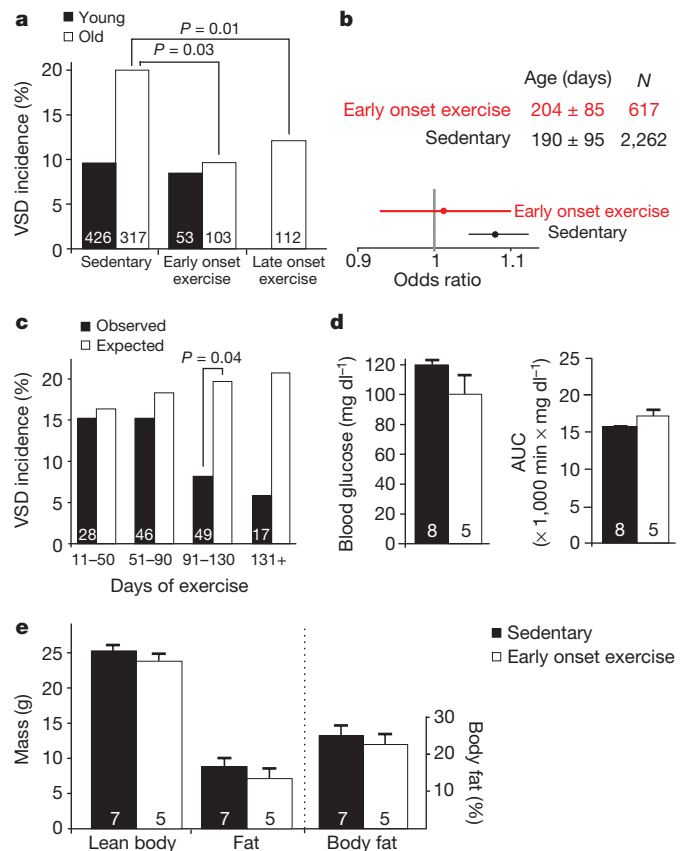 a
Young
Old
P = 0.01
P = 0.03
VSD incidence (%)
20
15
10
5
0
426 317 53 103 112
Sedentary Early onset exercise Late onset exercise
b
Age (days) N
Early onset exercise 204 ± 85 617
Sedentary 190 ± 95 2,262
Early onset exercise
Sedentary
0.9 1 1.1
Odds ratio
c
Observed
Expected
P = 0.04
VSD incidence (%)
20
15
10
5
0
28 46 49 17
11–50 51–90 91–130 131+
Days of exercise
d
Blood glucose (mg dl–1)
120
100
80
60
40
20
0
8 5
AUC
(× 1,000 min × mg dl–1)
25
20
15
10
5
0
8 5
e
Sedentary
Early onset exercise
Mass (g)
25
20
15
10
5
0
7 5 7 5 7 5
Lean body Fat Body fat
30
20
10
Body fat (%)